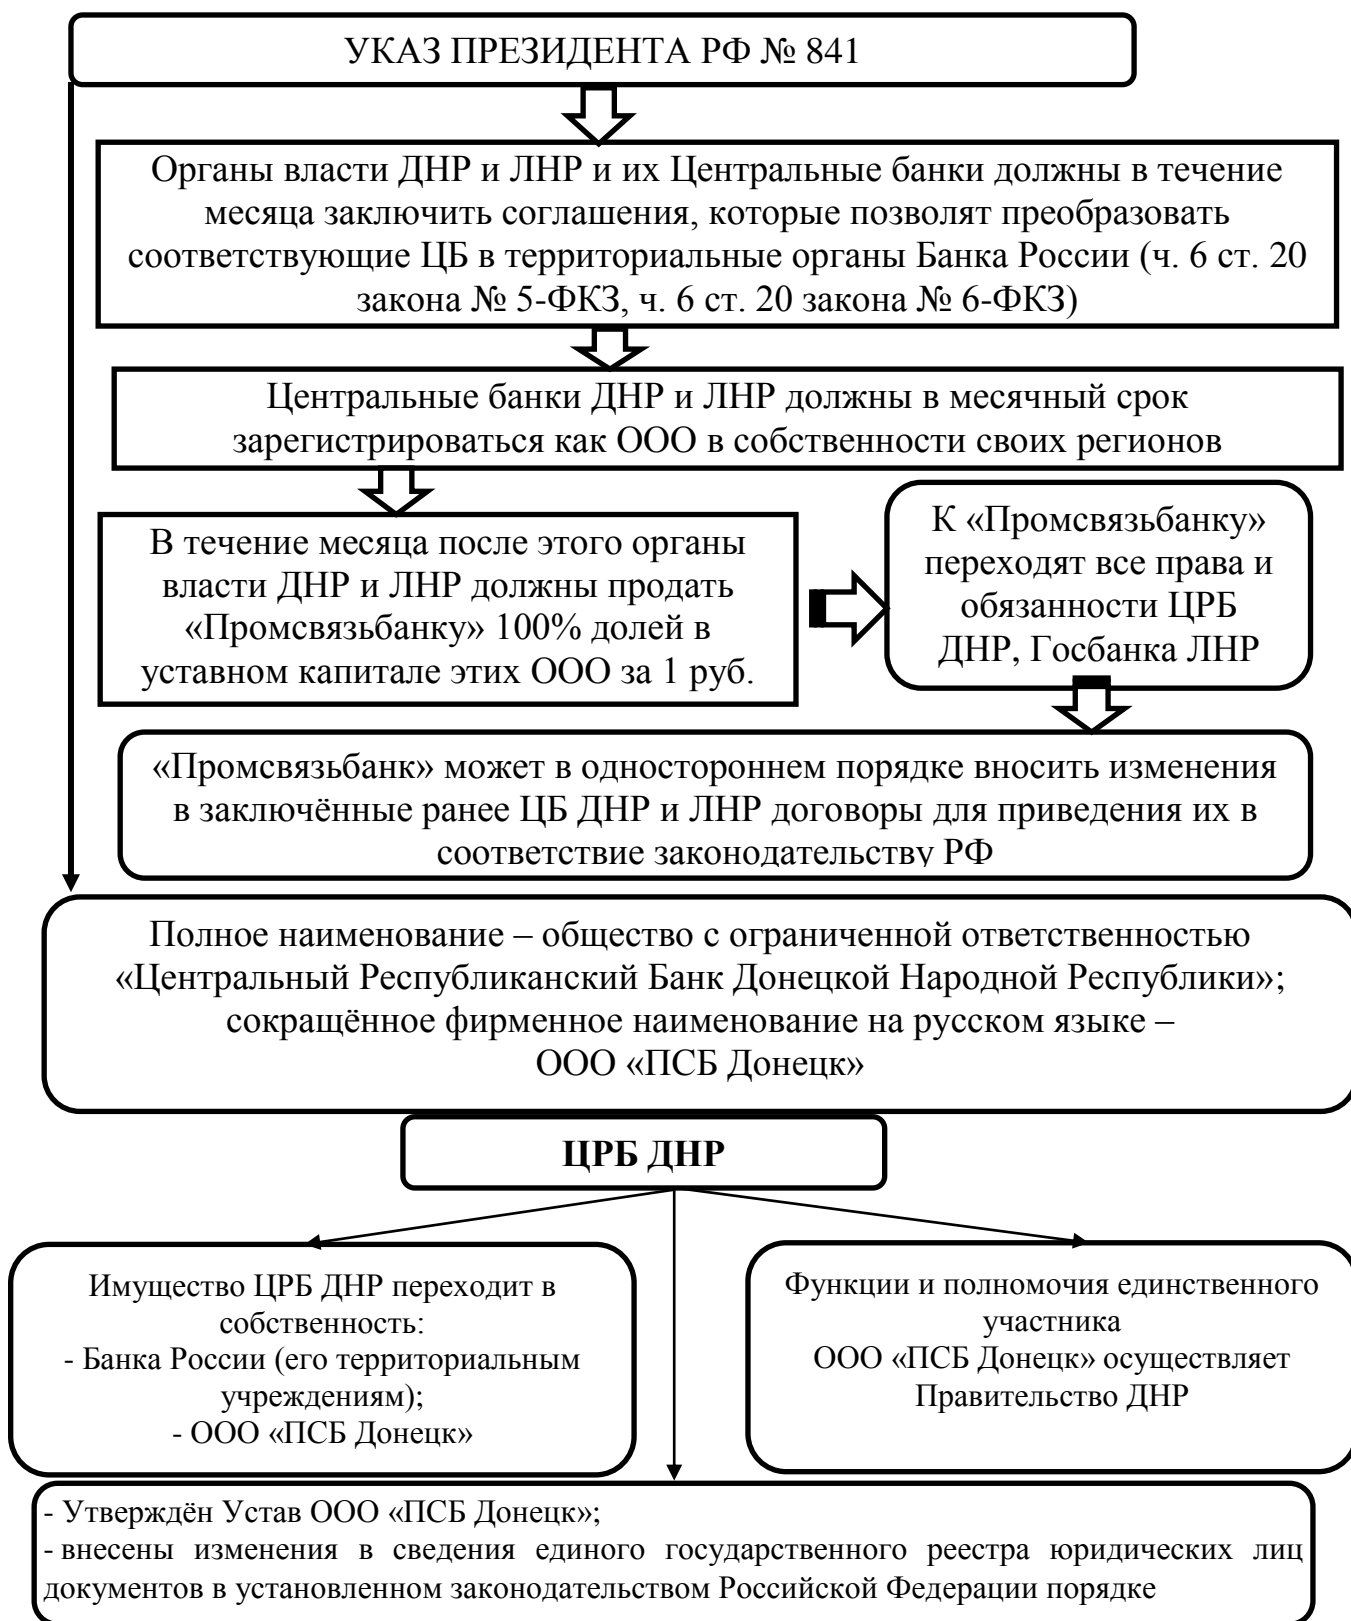 УКАЗ ПРЕЗИДЕНТА РФ № 841
Органы власти ДНР и ЛНР и их Центральные банки должны в течение
месяца заключить соглашения, которые позволят преобразовать
соответствующие ЦБ в территориальные органы Банка России (ч. 6 ст. 20
закона № 5-ФКЗ, ч. 6 ст. 20 закона № 6-ФКЗ)
Центральные банки ДНР и ЛНР должны в месячный срок
зарегистрироваться как ООО в собственности своих регионов
В течение месяца после этого органы
власти ДНР и ЛНР должны продать
«Промсвязьбанку» 100% долей в
уставном капитале этих ООО за 1 руб.
К «Промсвязьбанку»
переходят все права и
обязанности ЦРБ
ДНР, Госбанка ЛНР
«Промсвязьбанк» может в одностороннем порядке вносить изменения
в заключённые ранее ЦБ ДНР и ЛНР договоры для приведения их в
соответствие законодательству РФ
Полное наименование – общество с ограниченной ответственностью
«Центральный Республиканский Банк Донецкой Народной Республики»;
сокращённое фирменное наименование на русском языке –
ООО «ПСБ Донецк»
ЦРБ ДНР
Имущество ЦРБ ДНР переходит в
собственность:
- Банка России (его территориальным
учреждениям);
- ООО «ПСБ Донецк»
Функции и полномочия единственного
участника
ООО «ПСБ Донецк» осуществляет
Правительство ДНР
- Утверждён Устав ООО «ПСБ Донецк»;
- внесены изменения в сведения единого государственного реестра юридических лиц
документов в установленном законодательством Российской Федерации порядке